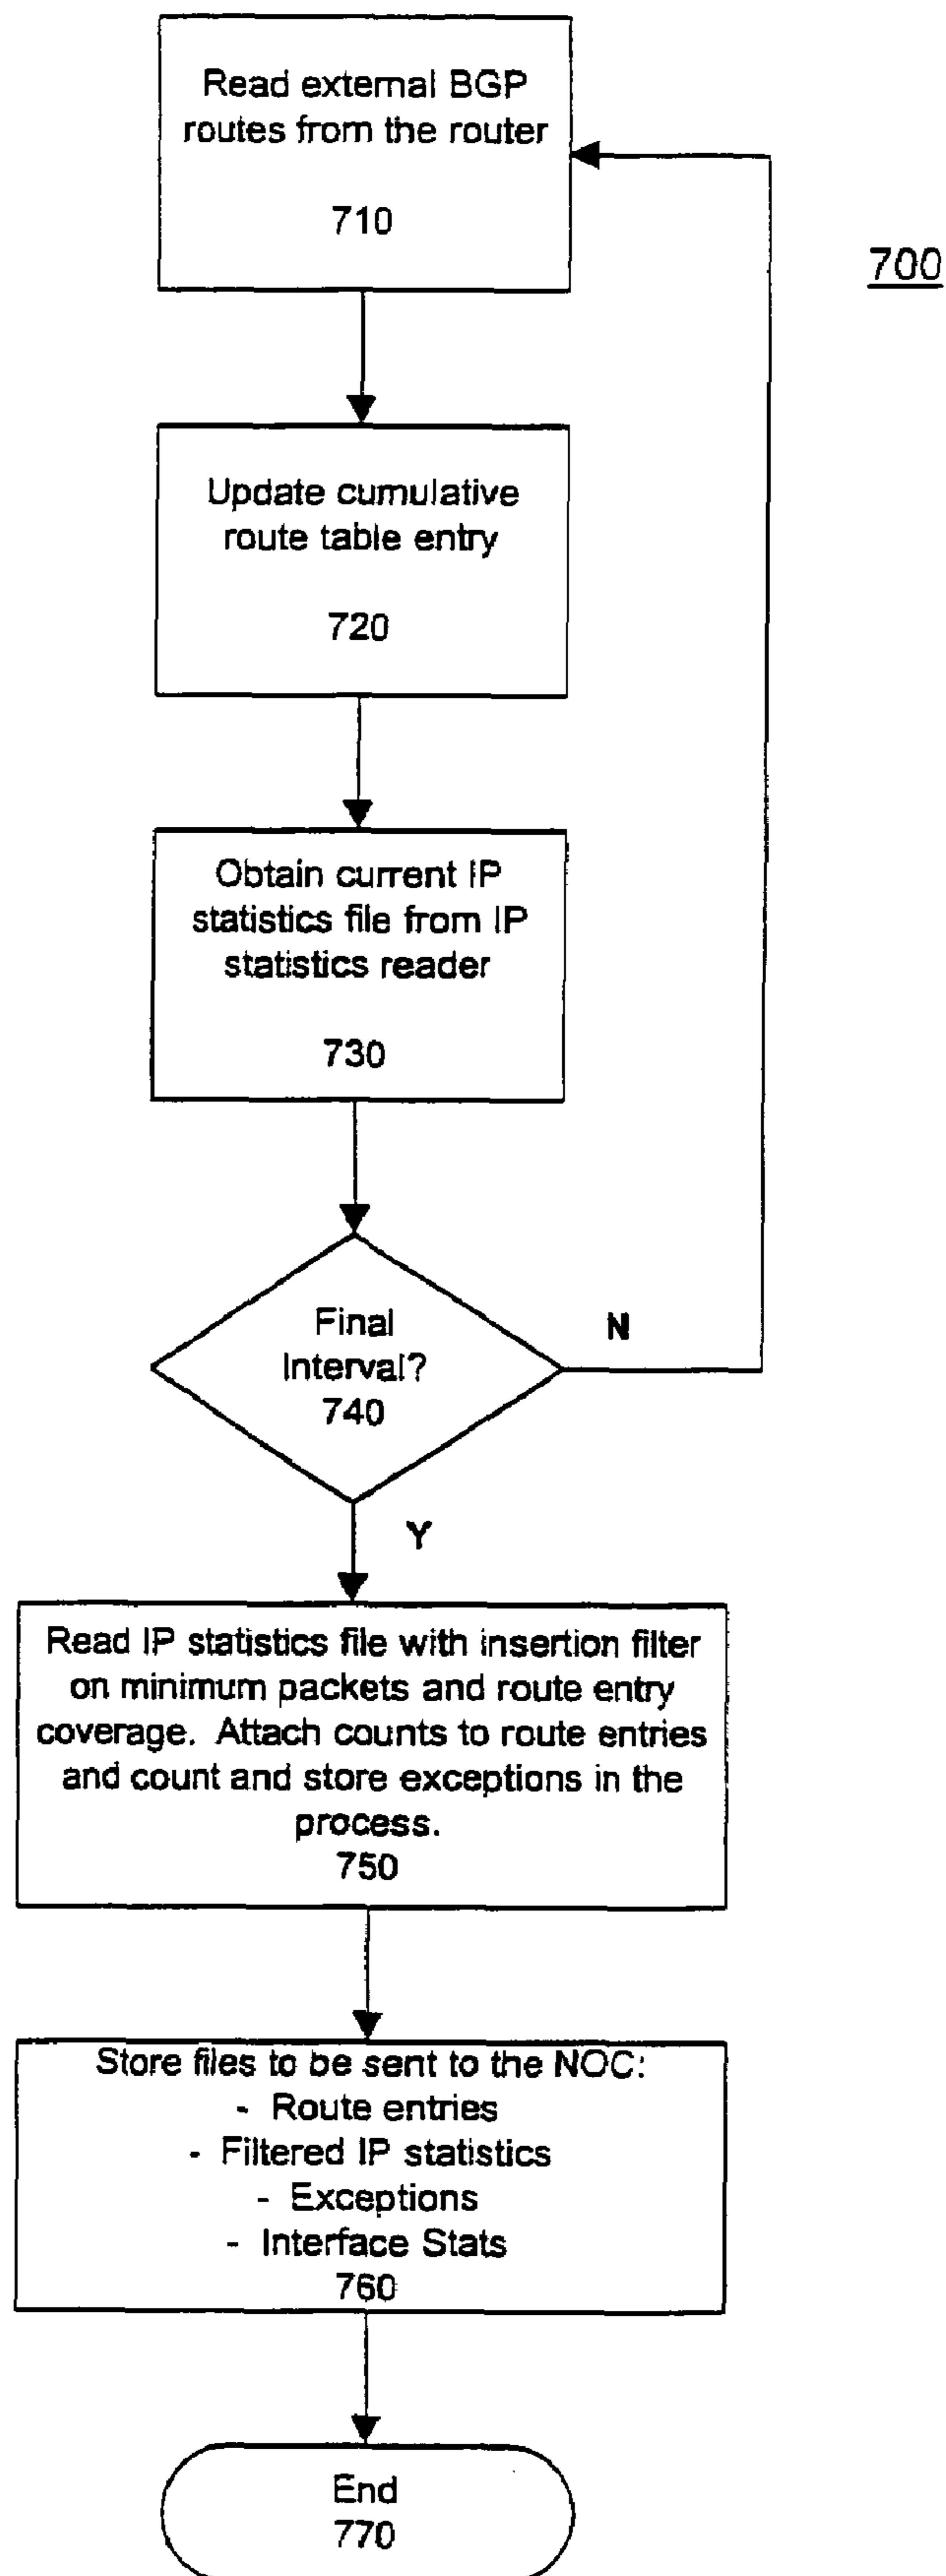 Read external BGP
routes from the router
710
700
Update cumulative
route table entry
720
Obtain current IP
statistics file from IP
statistics reader
730
Final
Interval?
740
N
Y
Read IP statistics file with insertion filter
on minimum packets and route entry
coverage. Attach counts to route entries
and count and store exceptions in the
process.
750
Store files to be sent to the NOC:
- Route entries
- Filtered IP statistics
- Exceptions
- Interface Stats
760
End
770